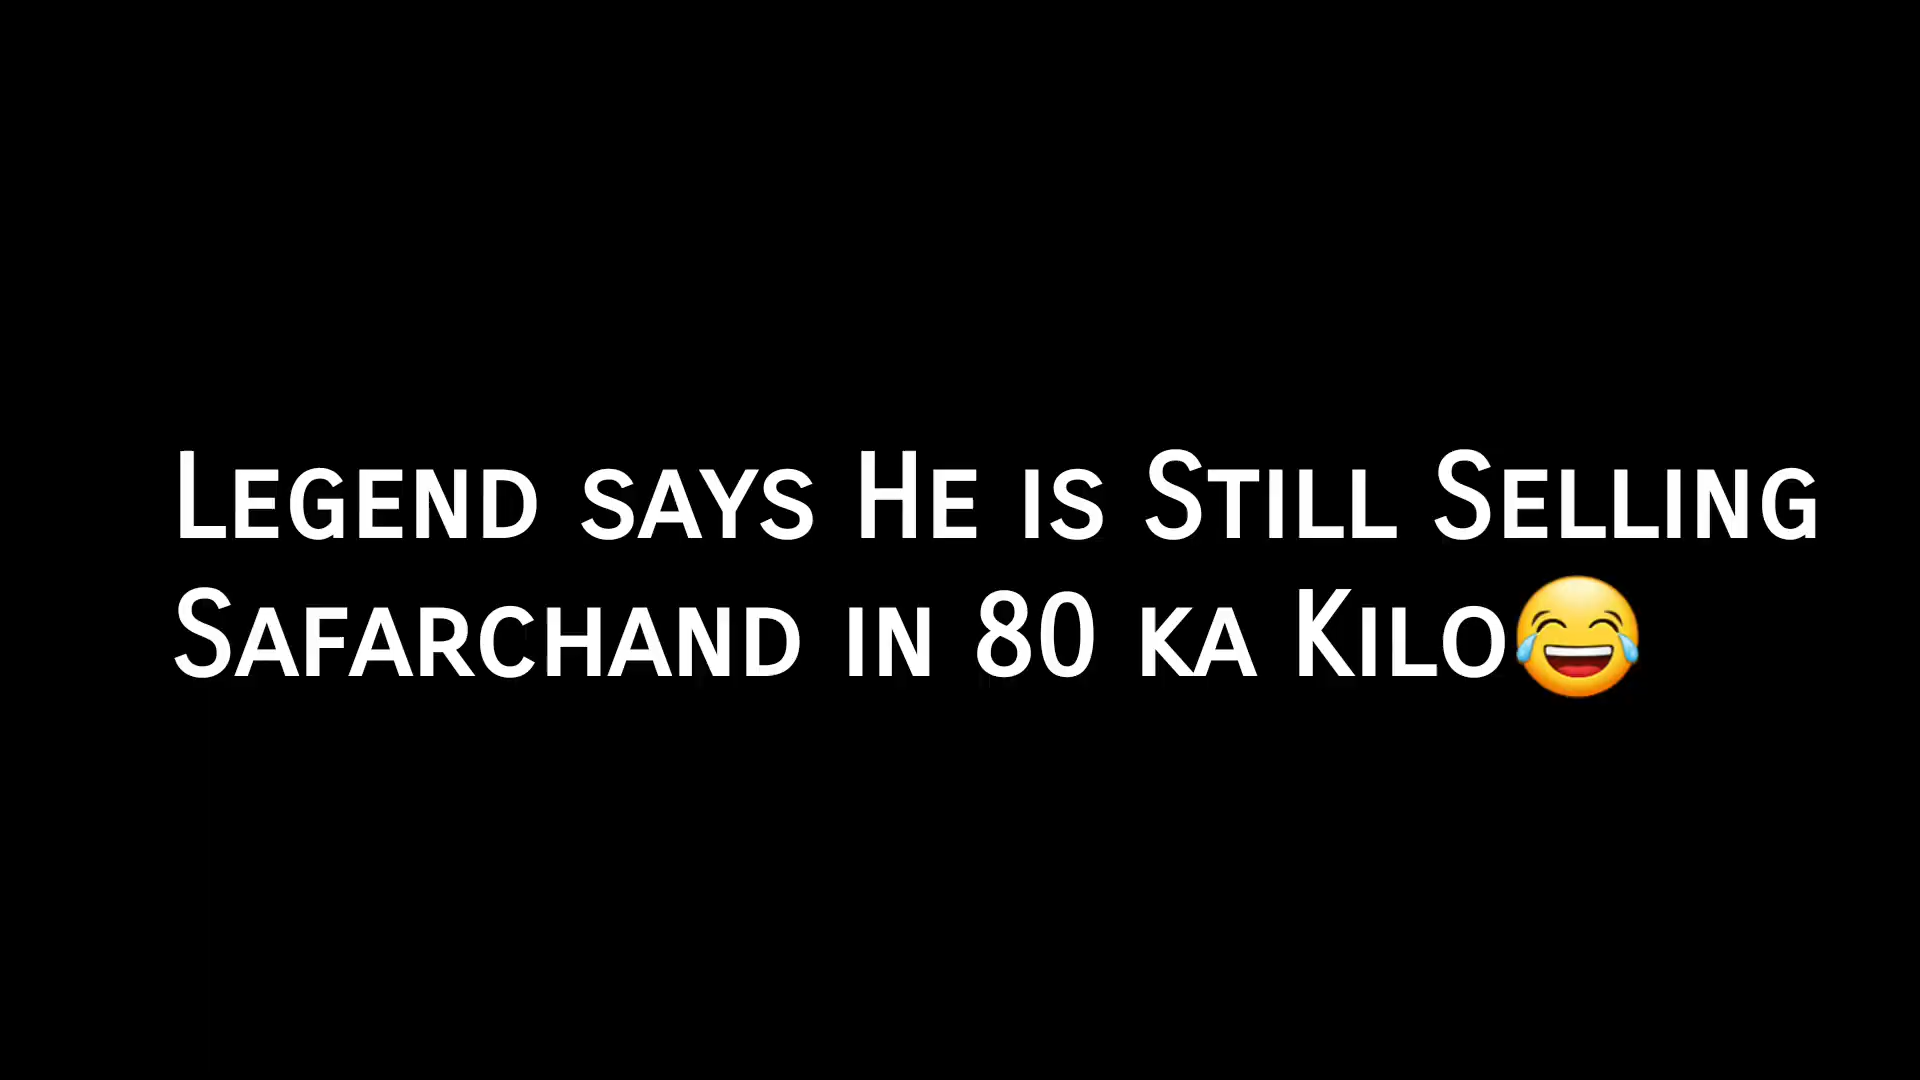 Legend says He is Still Selling
Safarchand in 80 ka Kilo😂